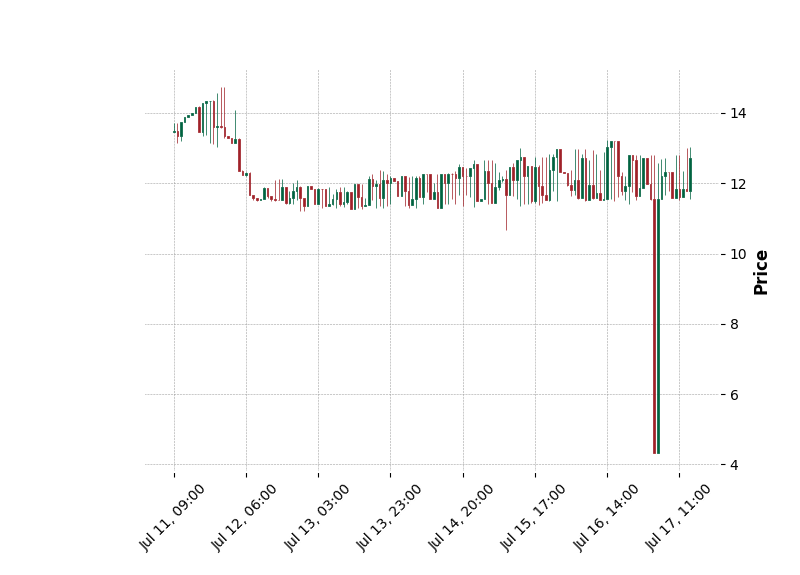 14
12
10
8
6
4
Price
Jul 11, 09:00
Jul 12, 06:00
Jul 13, 03:00
Jul 13, 23:00
Jul 14, 20:00
Jul 15, 17:00
Jul 16, 14:00
Jul 17, 11:00